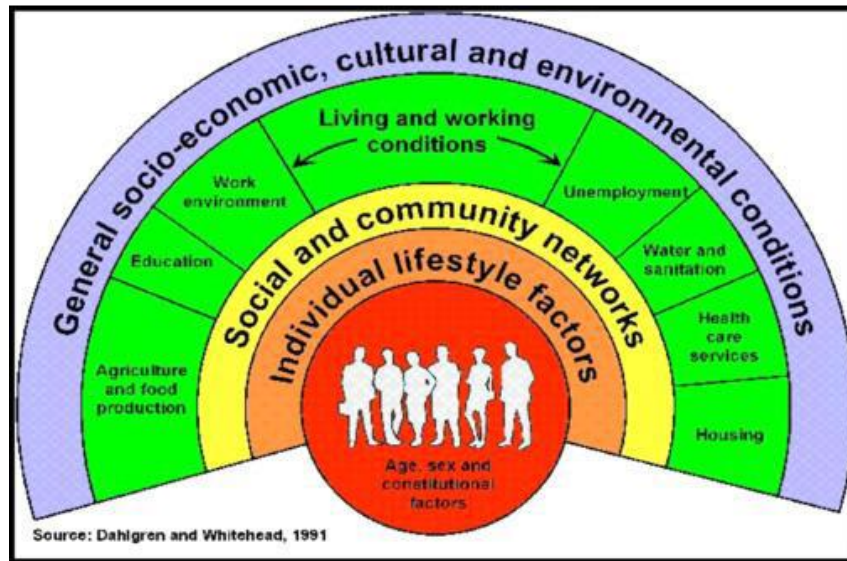 General socio-economic, cultural and environmental conditions
Living and working
conditions
Work
environment
Unemployment
Education
Water and
sanitation
Agriculture
and food
production
Health
care
services
Housing
Social and community networks
Individual lifestyle factors
Age, sex and
constitutional
factors
Source: Dahlgren and Whitehead, 1991